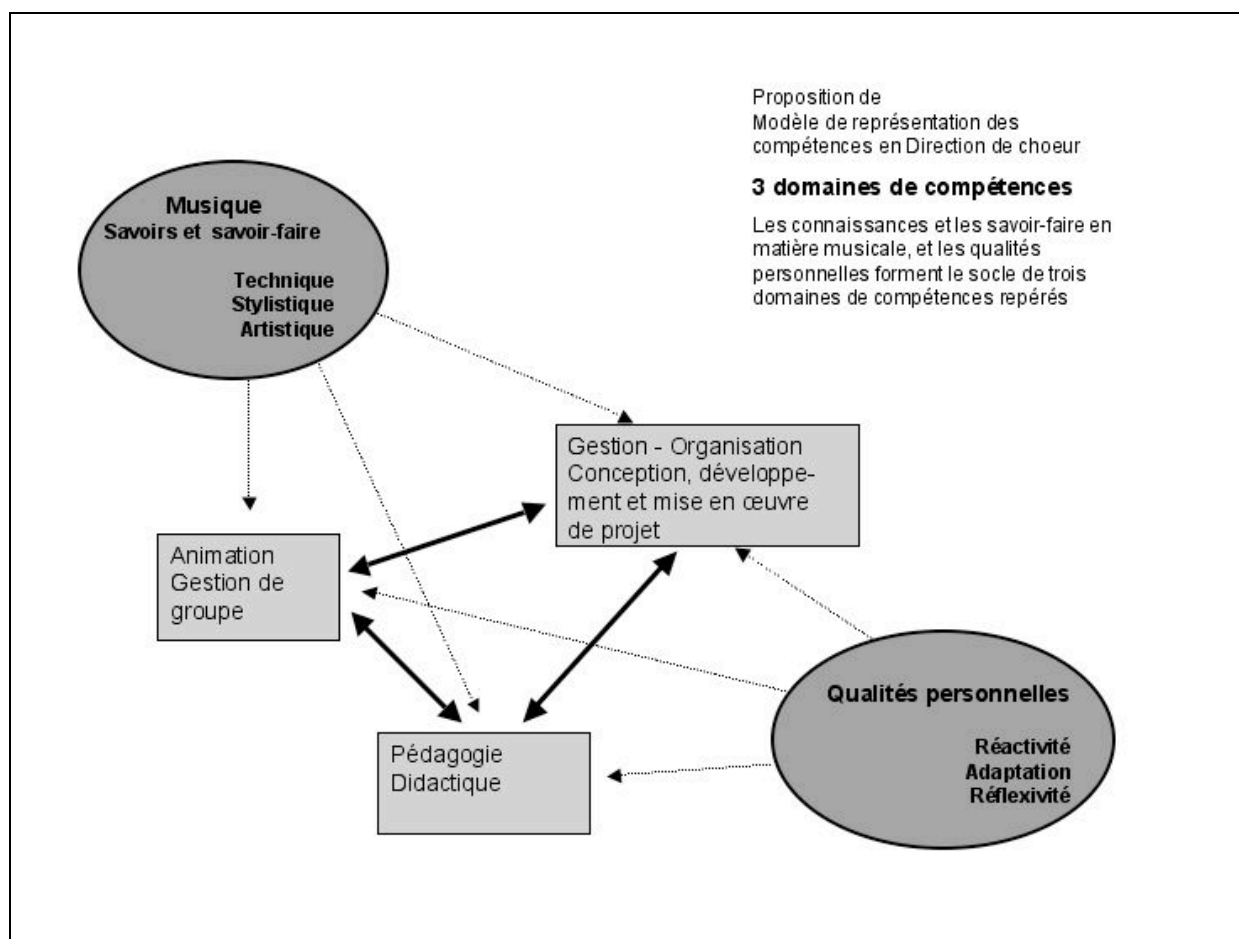 Proposition de
Modèle de représentation des
compétences en Direction de choeur
3 domaines de compétences
Les connaissances et les savoir-faire en
matière musicale, et les qualités
personnelles forment le socle de trois
domaines de compétences repérés
Musique
Savoirs et savoir-faire
Technique
Stylistique
Artistique
Gestion - Organisation
Conception, développe-
ment et mise en œuvre
de projet
Animation
Gestion de
groupe
Qualités personnelles
Réactivité
Adaptation
Réflexivité
Pédagogie
Didactique